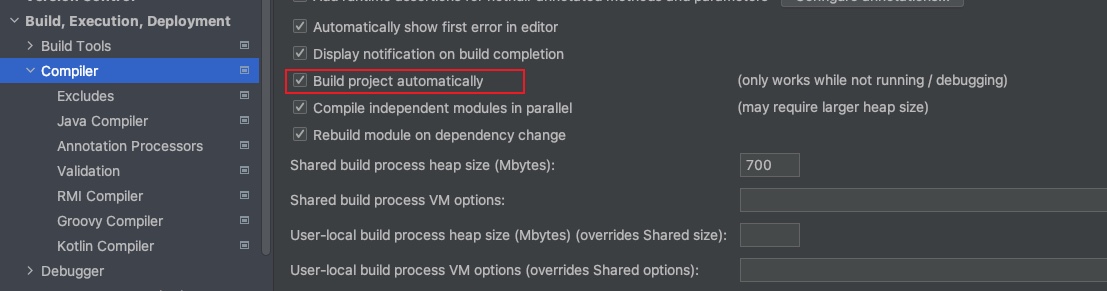 Build, Execution, Deployment
Build Tools
Compiler
Excludes
Java Compiler
Annotation Processors
Validation
RMI Compiler
Groovy Compiler
Kotlin Compiler
Debugger
Automatically show first error in editor
Display notification on build completion
Build project automatically (only works while not running / debugging)
Compile independent modules in parallel (may require larger heap size)
Rebuild module on dependency change
Shared build process heap size (Mbytes): 700
Shared build process VM options:
User-local build process heap size (Mbytes) (overrides Shared size):
User-local build process VM options (overrides Shared options):